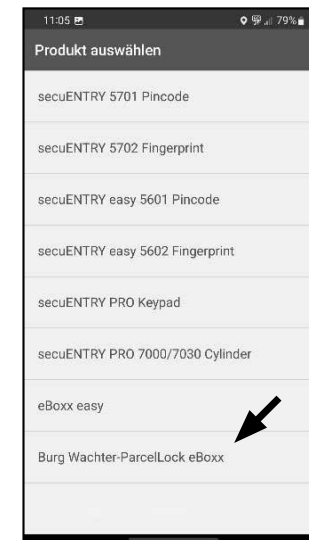 11:05 79%
Produkt auswählen
secuENTRY 5701 Pincode
secuENTRY 5702 Fingerprint
secuENTRY easy 5601 Pincode
secuENTRY easy 5602 Fingerprint
secuENTRY PRO Keypad
secuENTRY PRO 7000/7030 Cylinder
eBoxx easy
Burg Wachter-ParcelLock eBoxx